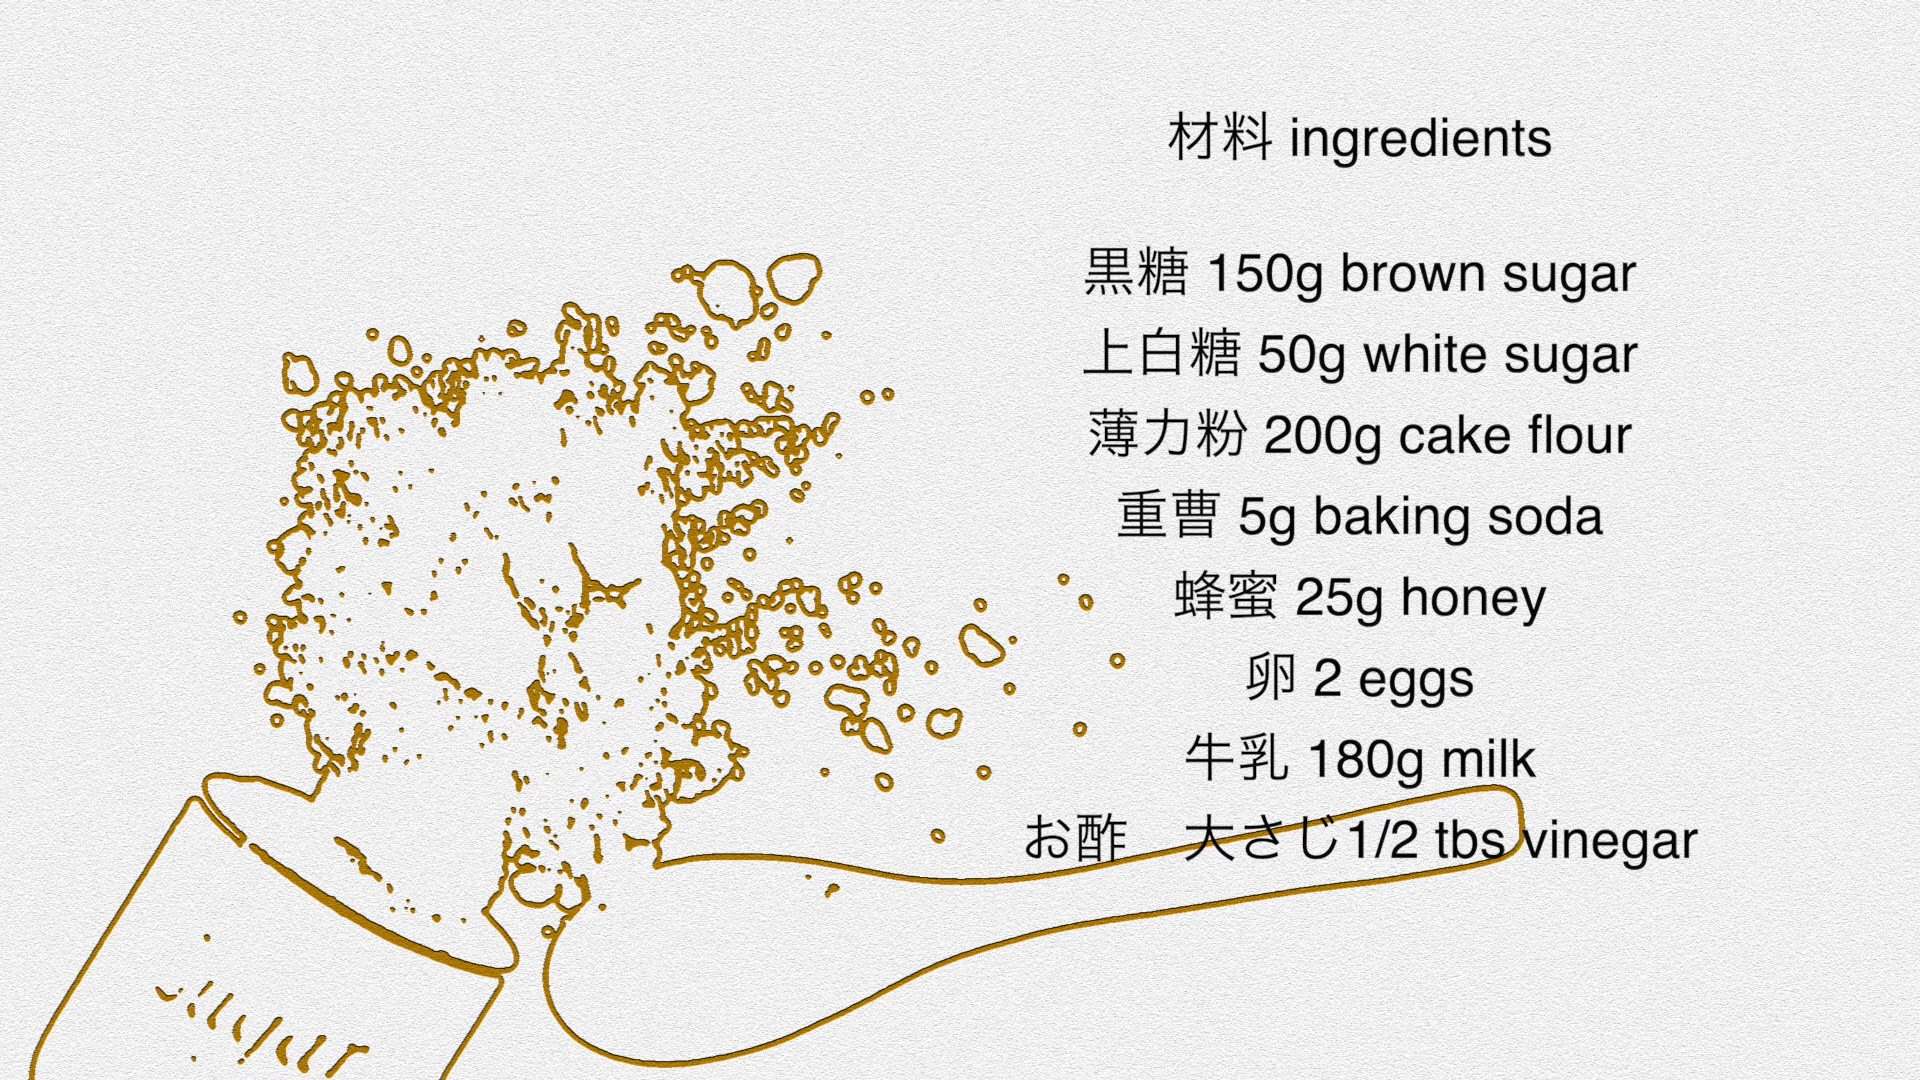 材料 ingredients
黒糖 150g brown sugar
上白糖 50g white sugar
薄力粉 200g cake flour
重曹 5g baking soda
蜂蜜 25g honey
卵 2 eggs
牛乳 180g milk
お酢　大さじ1/2 tbs vinegar